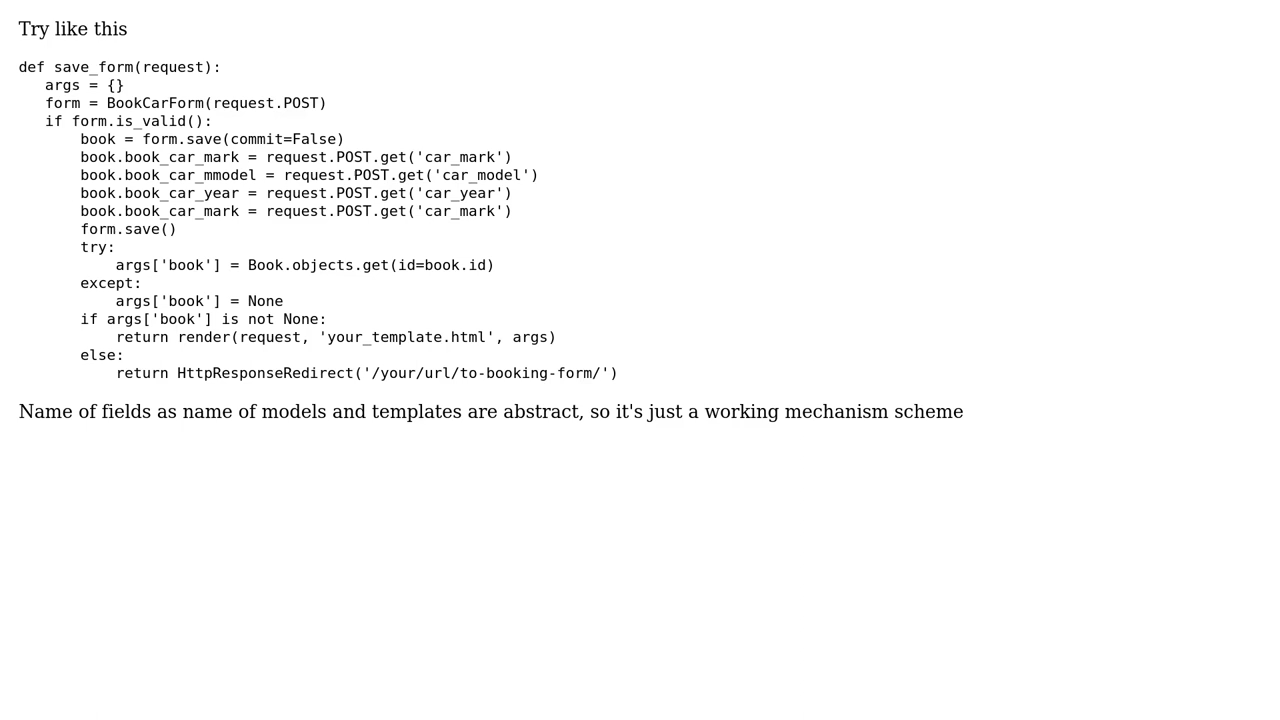 Try like this
def save_form(request):
   args = {}
   form = BookCarForm(request.POST)
   if form.is_valid():
       book = form.save(commit=False)
       book.book_car_mark = request.POST.get('car_mark')
       book.book_car_mmodel = request.POST.get('car_model')
       book.book_car_year = request.POST.get('car_year')
       book.book_car_mark = request.POST.get('car_mark')
       form.save()
       try:
           args['book'] = Book.objects.get(id=book.id)
       except:
           args['book'] = None
       if args['book'] is not None:
           return render(request, 'your_template.html', args)
       else:
           return HttpResponseRedirect('/your/url/to-booking-form/')
Name of fields as name of models and templates are abstract, so it's just a working mechanism scheme